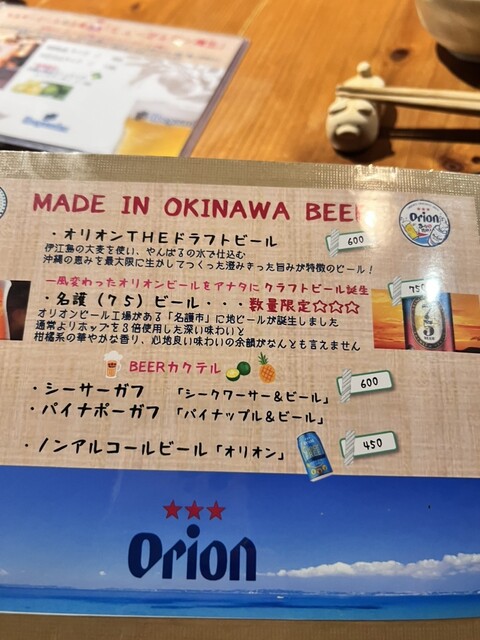 MADE IN OKINAWA BEER
・オリオンTHEドラフトビール 600
伊江島の大麦を使い、やんばるの水で仕込む
沖縄の恵みを最大限に生かしてつくった澄みきった旨みが特徴のビール！
一風変わったオリオンビールをアナタに クラフトビール誕生
・名護（75）ビール・・・数量限定☆☆☆ 750
オリオンビール工場がある「名護市」に地ビールが誕生しました
通常よりホップを3倍使用した深い味わいと
柑橘系の華やかな香り、心地良い味わいの余韻がなんとも言えません
BEERカクテル
・シーサーガフ 「シークワーサー&ビール」 600
・パイナポーガフ 「パイナップル&ビール」
・ノンアルコールビール「オリオン」 450
Orion
Orion
75
BEER